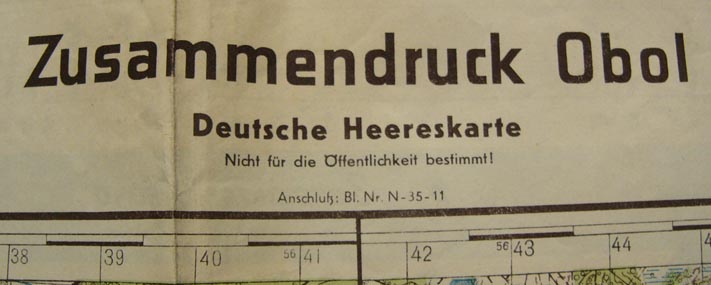 Zusammendruck Obol
Deutsche Heereskarte
Nicht für die Öffentlichkeit bestimmt!
Anschluß: Bl. Nr. N-35-11
38 39 40 56 41 42 56 43 44